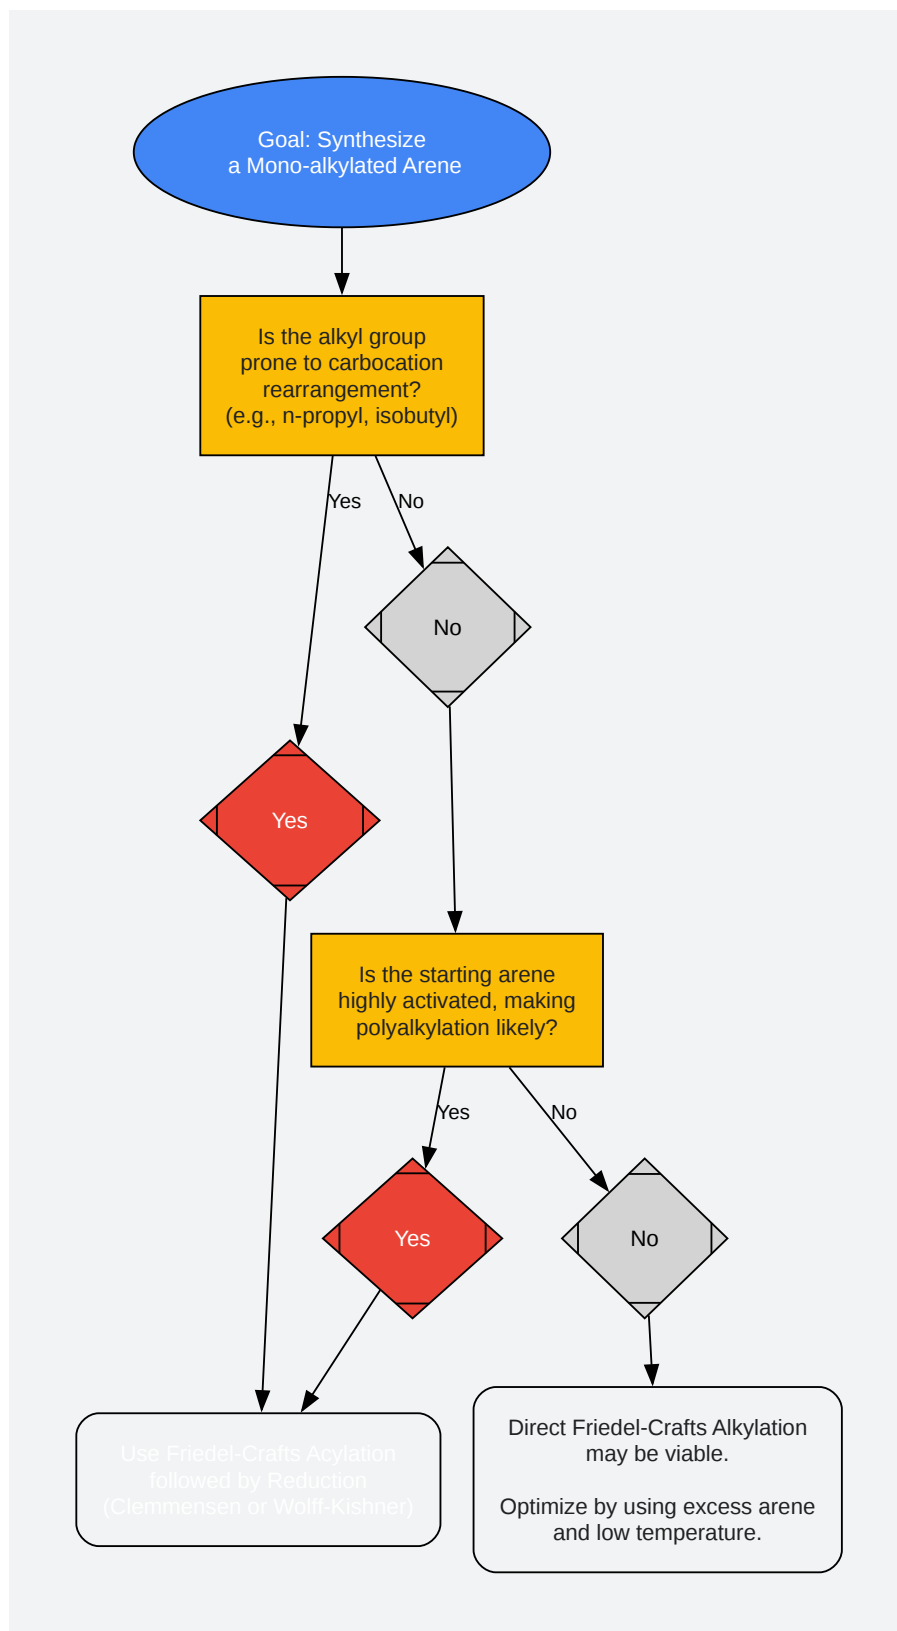 Goal: Synthesize
a Mono-alkylated Arene
Is the alkyl group
prone to carbocation
rearrangement?
(e.g., n-propyl, isobutyl)
Yes
No
No
Yes
Is the starting arene
highly activated, making
polyalkylation likely?
Yes
No
Yes
No
Use Friedel-Crafts Acylation
followed by Reduction
(Clemmensen or Wolff-Kishner)
Direct Friedel-Crafts Alkylation
may be viable.
Optimize by using excess arene
and low temperature.